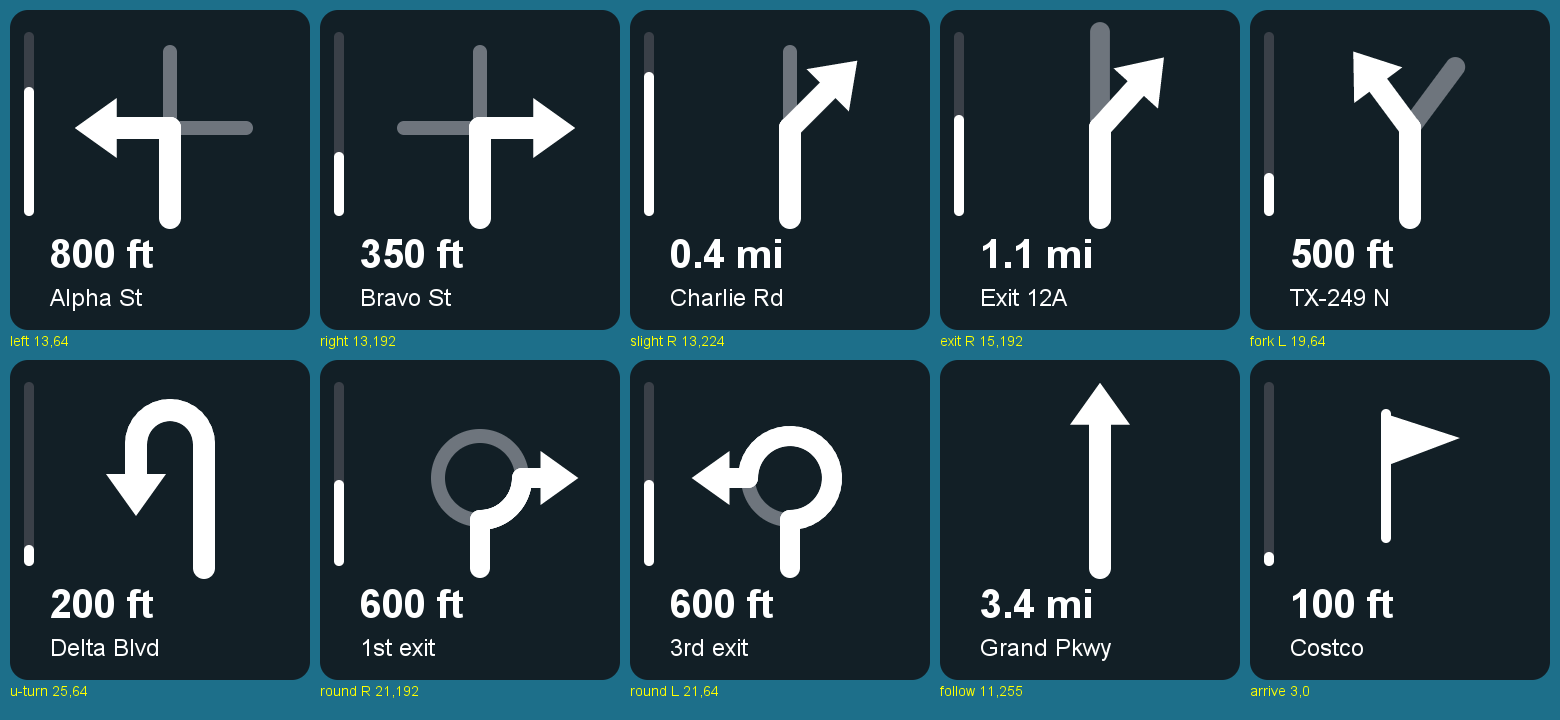 800 ft
Alpha St
left 13,64
350 ft
Bravo St
right 13,192
0.4 mi
Charlie Rd
slight R 13,224
1.1 mi
Exit 12A
exit R 15,192
500 ft
TX-249 N
fork L 19,64
200 ft
Delta Blvd
u-turn 25,64
600 ft
1st exit
round R 21,192
600 ft
3rd exit
round L 21,64
3.4 mi
Grand Pkwy
follow 11,255
100 ft
Costco
arrive 3,0